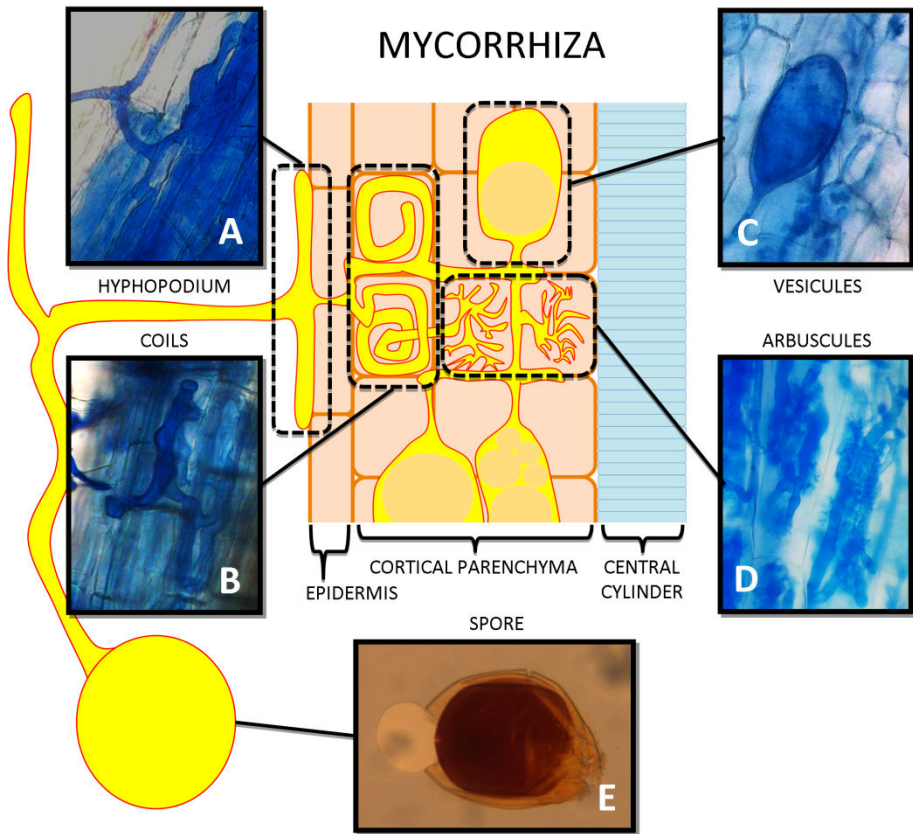 MYCORRHIZA
A
HYPHOPODIUM
C
VESICULES
COILS
B
ARBUSCULES
D
EPIDERMIS
CORTICAL PARENCHYMA
CENTRAL
CYLINDER
SPORE
E